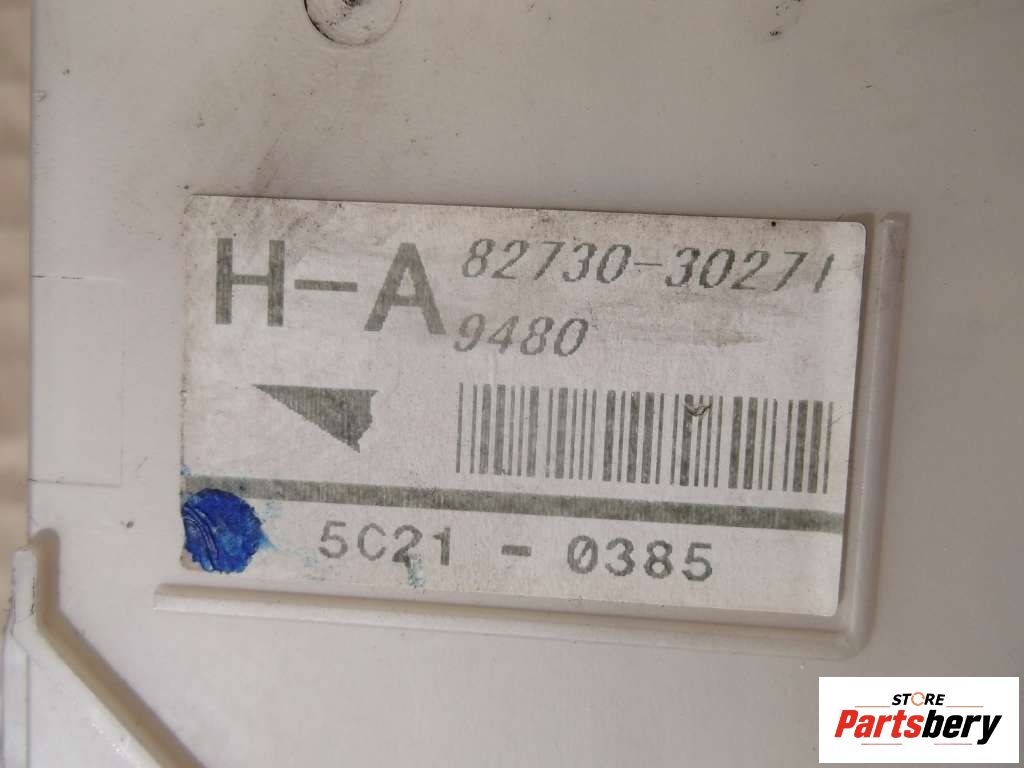 H-A 82730-30271
9480
5C21 - 0385
STORE
Partsbery